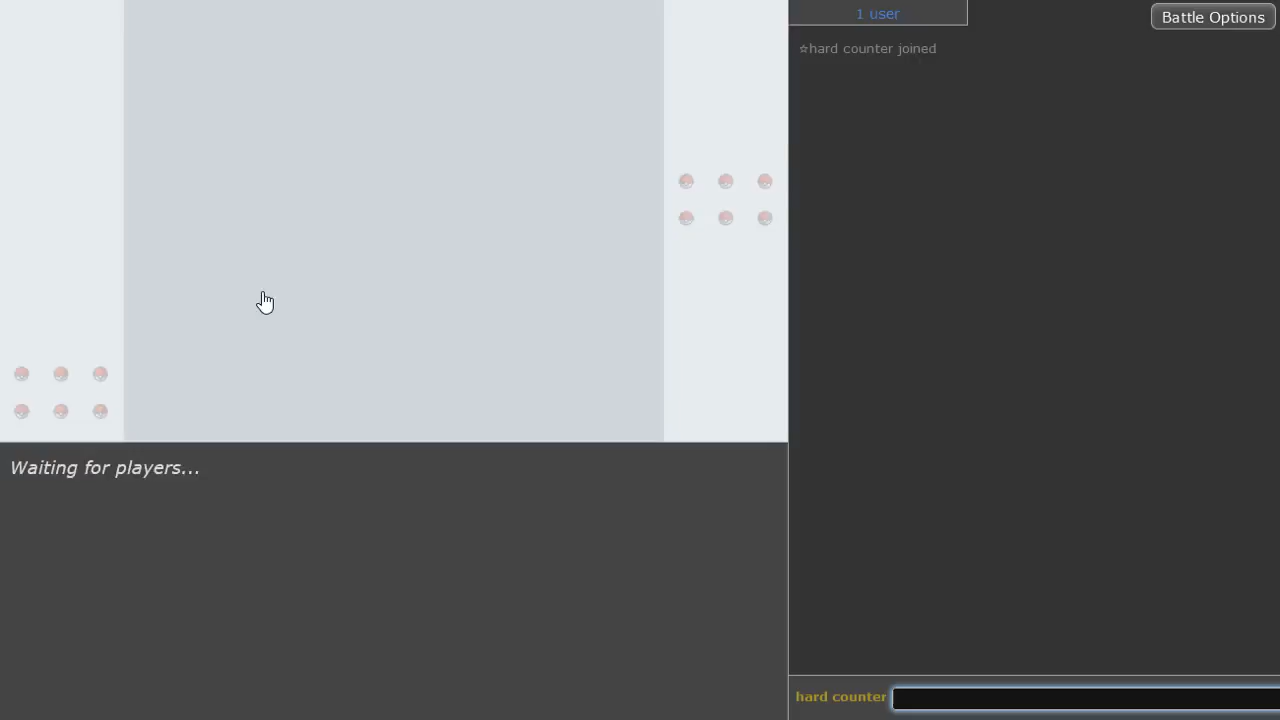 1 user
Battle Options
☆hard counter joined
Waiting for players...
hard counter